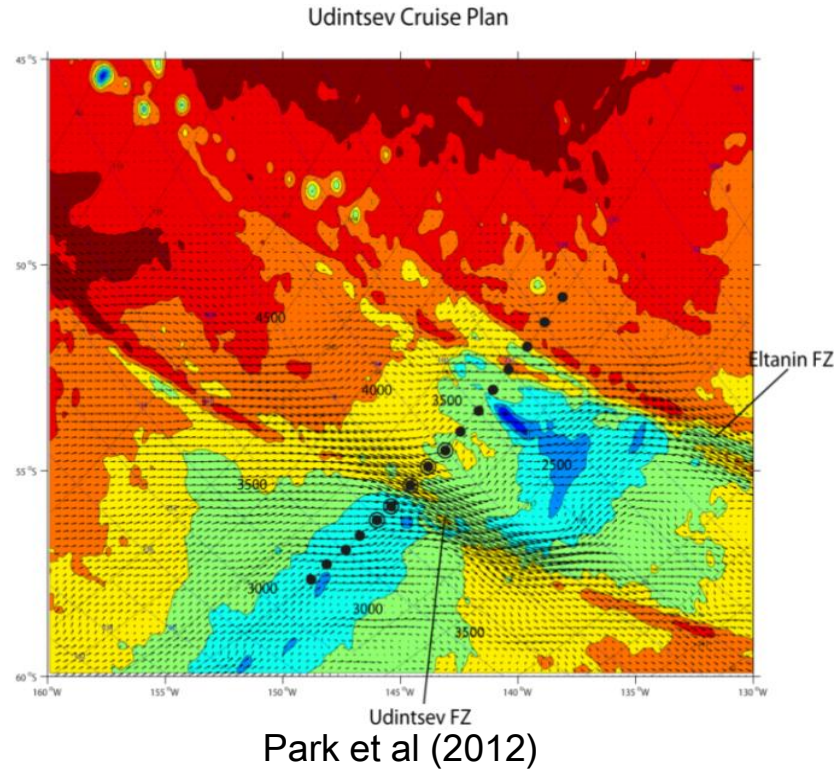 Udintsev Cruise Plan
45°S
50°S
4500
Eltanin FZ
4000
3500
55°S
2500
3500
3000
3000
3500
60°S
160°W
155°W
150°W
145°W
140°W
135°W
130°W
Udintsev FZ
Park et al (2012)